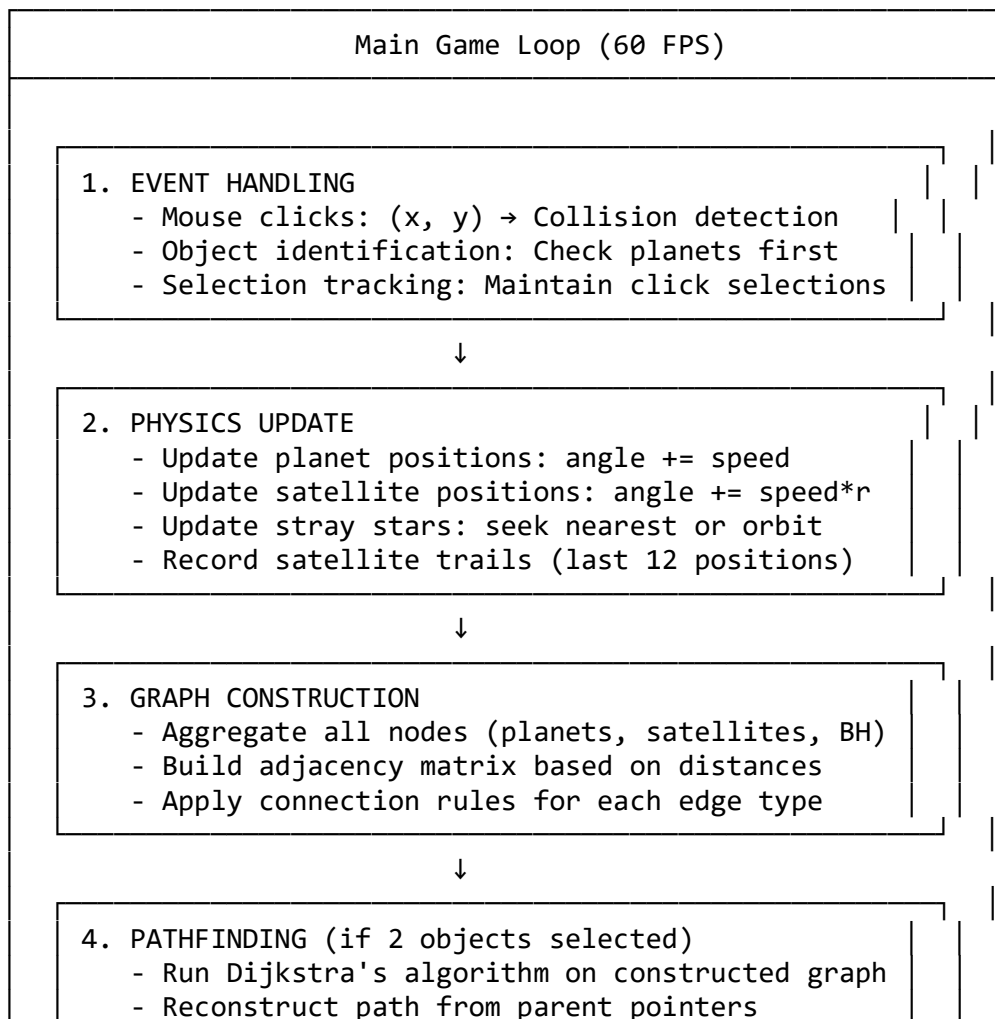 Main Game Loop (60 FPS)
1. EVENT HANDLING
- Mouse clicks: (x, y) → Collision detection
- Object identification: Check planets first
- Selection tracking: Maintain click selections
↓
2. PHYSICS UPDATE
- Update planet positions: angle += speed
- Update satellite positions: angle += speed*r
- Update stray stars: seek nearest or orbit
- Record satellite trails (last 12 positions)
↓
3. GRAPH CONSTRUCTION
- Aggregate all nodes (planets, satellites, BH)
- Build adjacency matrix based on distances
- Apply connection rules for each edge type
↓
4. PATHFINDING (if 2 objects selected)
- Run Dijkstra's algorithm on constructed graph
- Reconstruct path from parent pointers